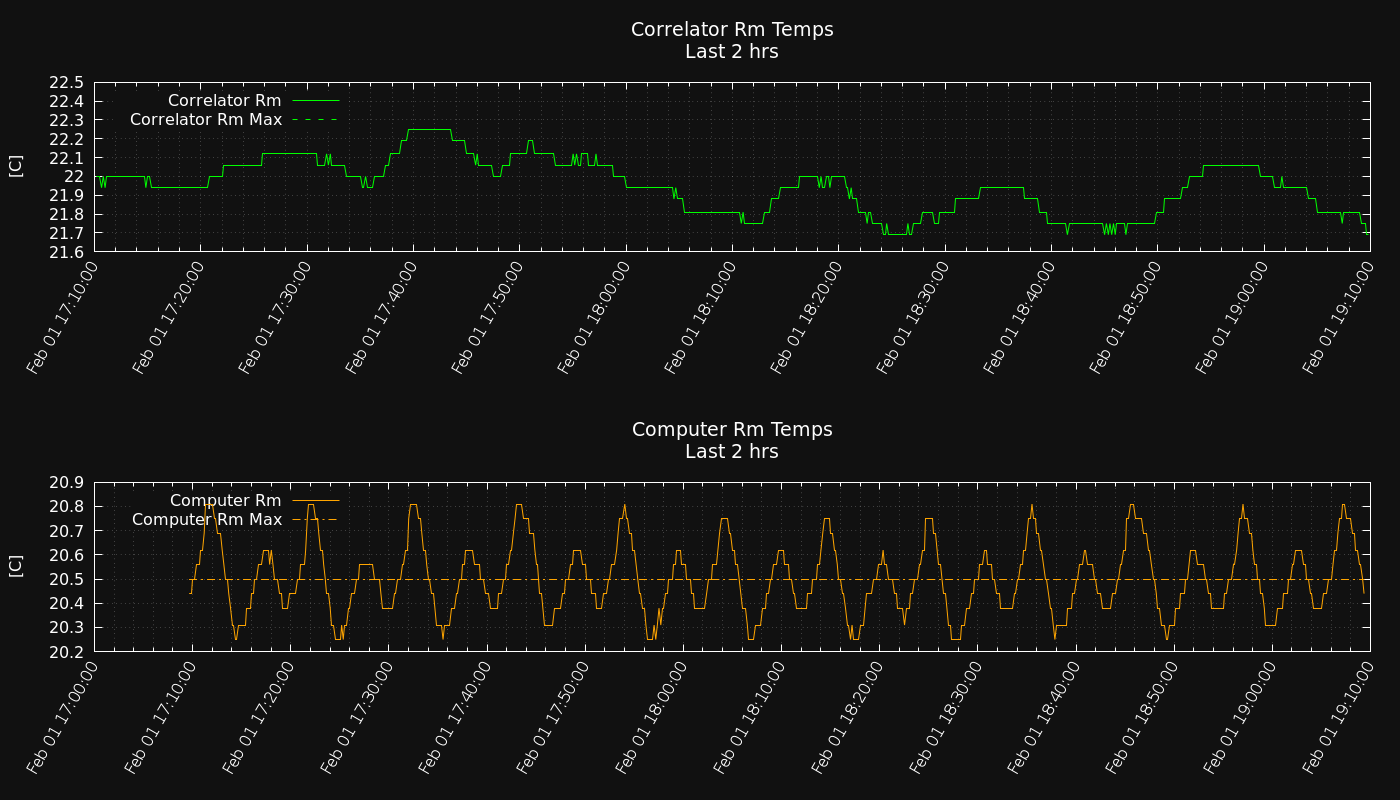 Correlator Rm Temps
Last 2 hrs
22.5
22.4
22.3
22.2
22.1
22
21.9
21.8
21.7
21.6
[C]
Correlator Rm
Correlator Rm Max
Feb 01 17:10:00
Feb 01 17:20:00
Feb 01 17:30:00
Feb 01 17:40:00
Feb 01 17:50:00
Feb 01 18:00:00
Feb 01 18:10:00
Feb 01 18:20:00
Feb 01 18:30:00
Feb 01 18:40:00
Feb 01 18:50:00
Feb 01 19:00:00
Feb 01 19:10:00
Computer Rm Temps
Last 2 hrs
20.9
20.8
20.7
20.6
20.5
20.4
20.3
20.2
[C]
Computer Rm
Computer Rm Max
Feb 01 17:00:00
Feb 01 17:10:00
Feb 01 17:20:00
Feb 01 17:30:00
Feb 01 17:40:00
Feb 01 17:50:00
Feb 01 18:00:00
Feb 01 18:10:00
Feb 01 18:20:00
Feb 01 18:30:00
Feb 01 18:40:00
Feb 01 18:50:00
Feb 01 19:00:00
Feb 01 19:10:00